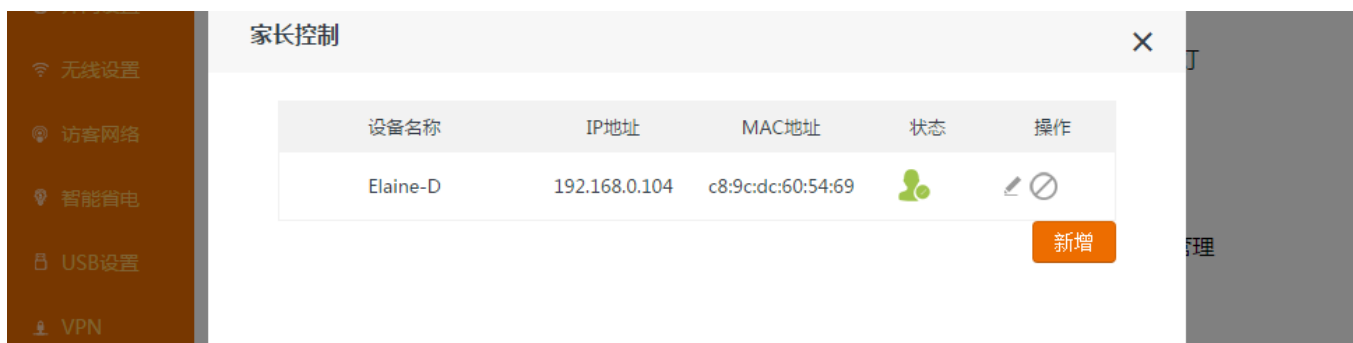 家长控制
无线设置
访客网络
智能省电
USB设置
VPN
设备名称 IP地址 MAC地址 状态 操作
Elaine-D 192.168.0.104 c8:9c:dc:60:54:69
新增
理